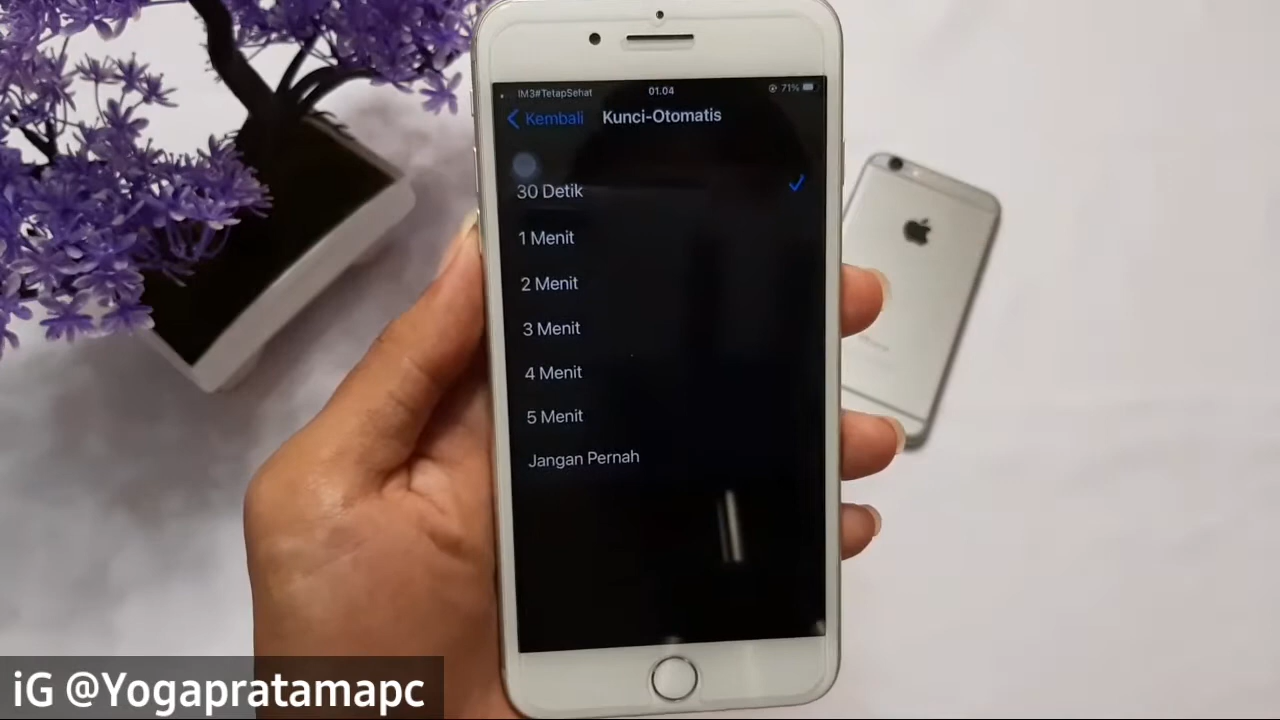 IM3#TetapSehat 01.04 71%
Kembali Kunci-Otomatis
30 Detik
1 Menit
2 Menit
3 Menit
4 Menit
5 Menit
Jangan Pernah
iG @Yogapratamapc